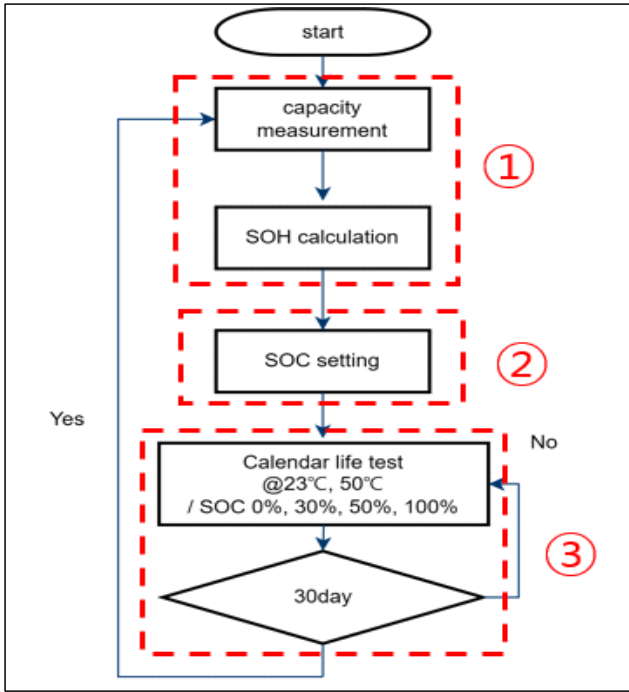 start
capacity
measurement
①
SOH calculation
SOC setting
②
Yes
No
Calendar life test
@23℃, 50℃
/ SOC 0%, 30%, 50%, 100%
③
30day